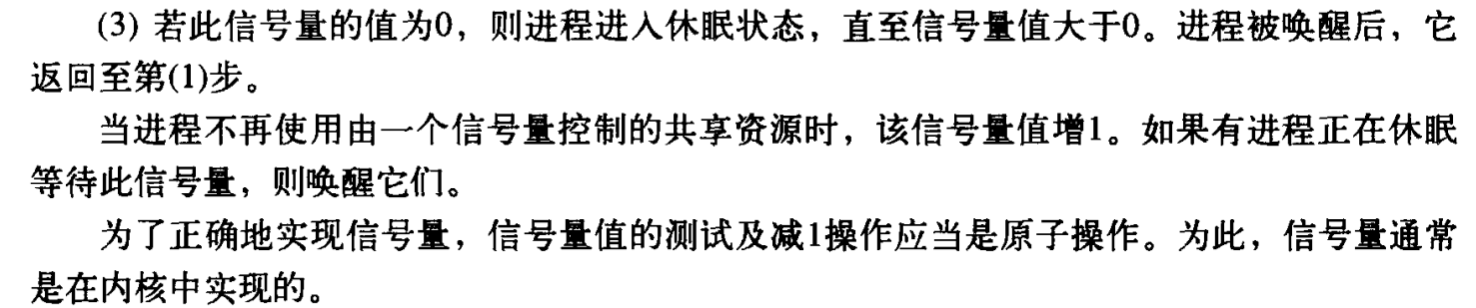 (3) 若此信号量的值为0，则进程进入休眠状态，直至信号量值大于0。进程被唤醒后，它
返回至第(1)步。
当进程不再使用由一个信号量控制的共享资源时，该信号量值增1。如果有进程正在休眠
等待此信号量，则唤醒它们。
为了正确地实现信号量，信号量值的测试及减1操作应当是原子操作。为此，信号量通常
是在内核中实现的。